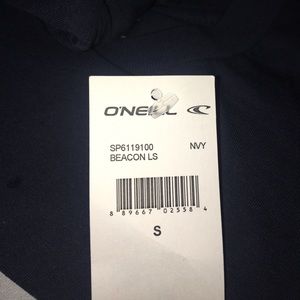 O'NEILL
SP6119100 NVY
BEACON LS
8 89667 02558 4
S